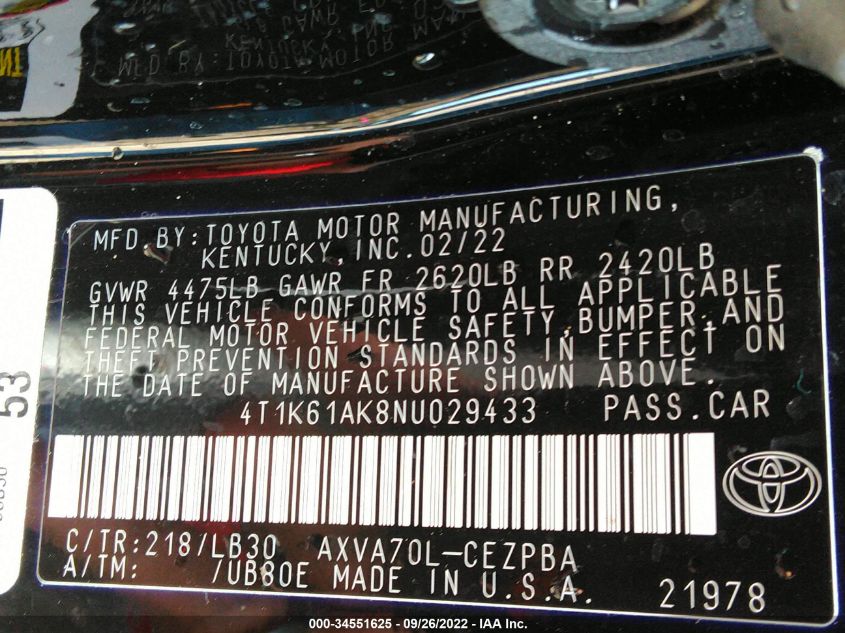 MFD BY:TOYOTA MOTOR MANUFACTURING,
KENTUCKY,INC.02/22
GVWR 4475LB GAWR FR 2620LB RR 2420LB
THIS VEHICLE CONFORMS TO ALL APPLICABLE
FEDERAL MOTOR VEHICLE SAFETY,BUMPER,AND
THEFT PREVENTION STANDARDS IN EFFECT ON
THE DATE OF MANUFACTURE SHOWN ABOVE.
4T1K61AK8NU029433 PASS.CAR
C/TR:218/LB30 AXVA70L-CEZPBA
A/TM: /UB80E MADE IN U.S.A. 21978
53
000-34551625 - 09/26/2022 - IAA Inc.